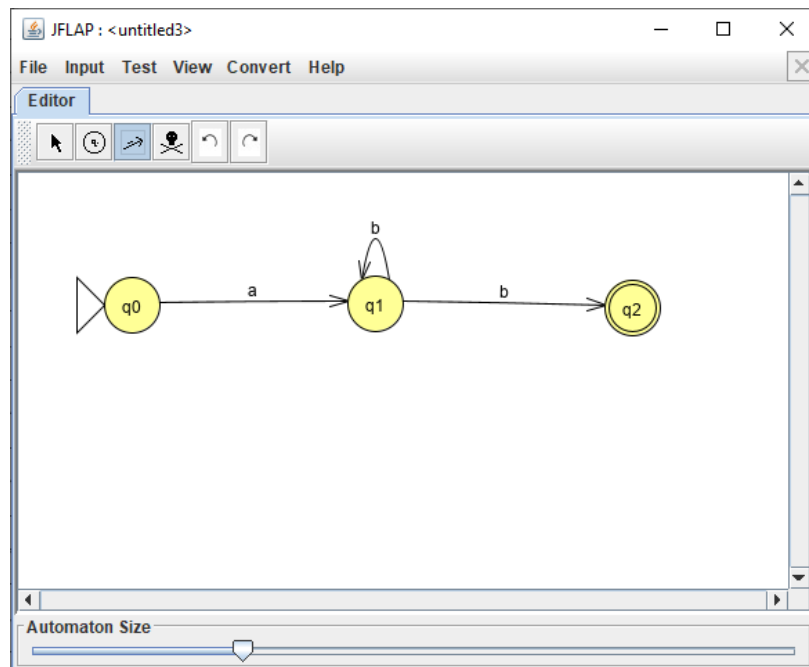 JFLAP : <untitled3>
File Input Test View Convert Help
Editor
q
b
a
b
q0
q1
q2
Automaton Size